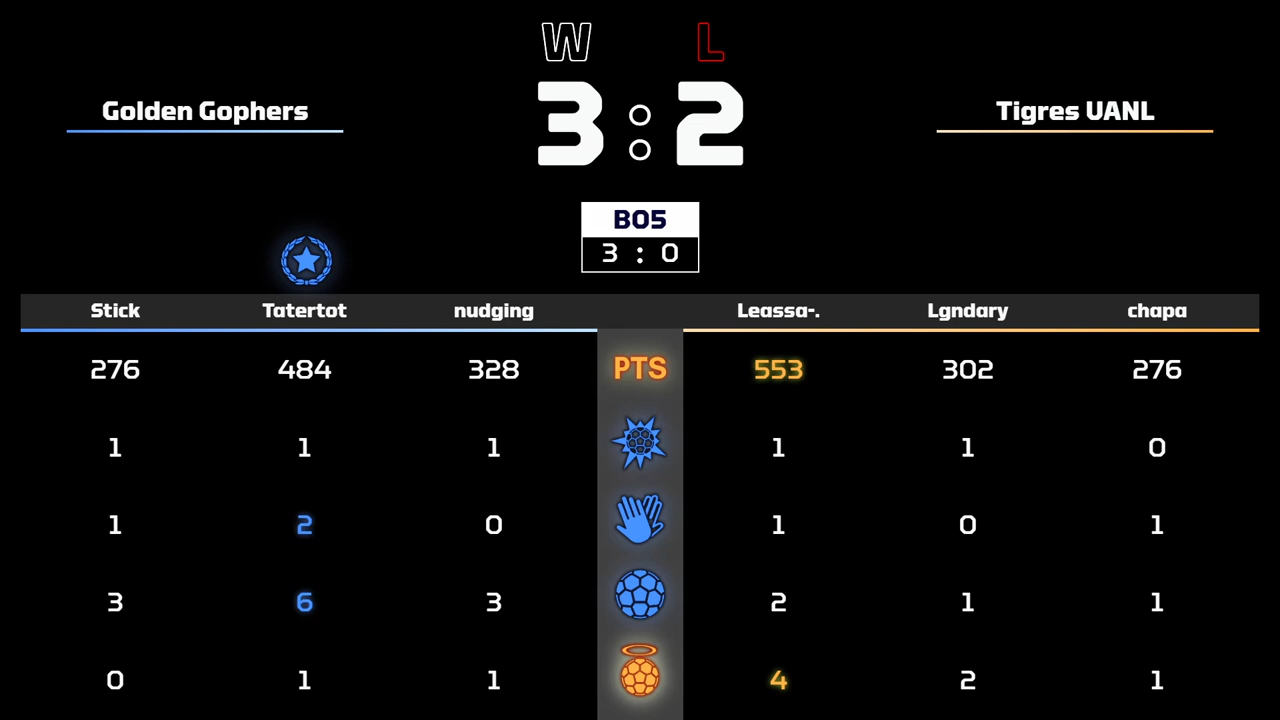 W L
Golden Gophers 3 : 2 Tigres UANL
BO5
3 : 0
Stick Tatertot nudging Leassa-. Lgndary chapa
276 484 328 PTS 553 302 276
1 1 1 1 1 0
1 2 0 1 0 1
3 6 3 2 1 1
0 1 1 4 2 1